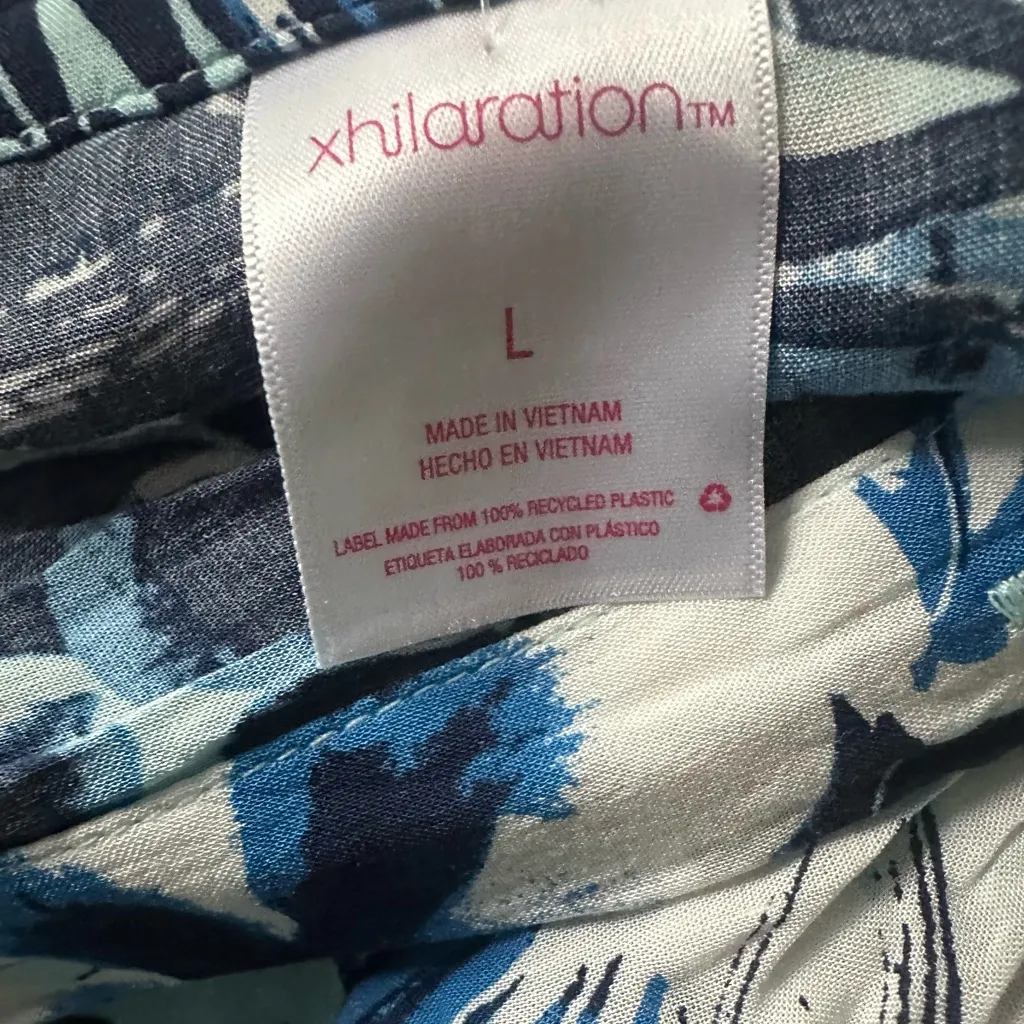 xhilaration™
L
MADE IN VIETNAM
HECHO EN VIETNAM
LABEL MADE FROM 100% RECYCLED PLASTIC
ETIQUETA ELABORADA CON PLÁSTICO
100 % RECICLADO